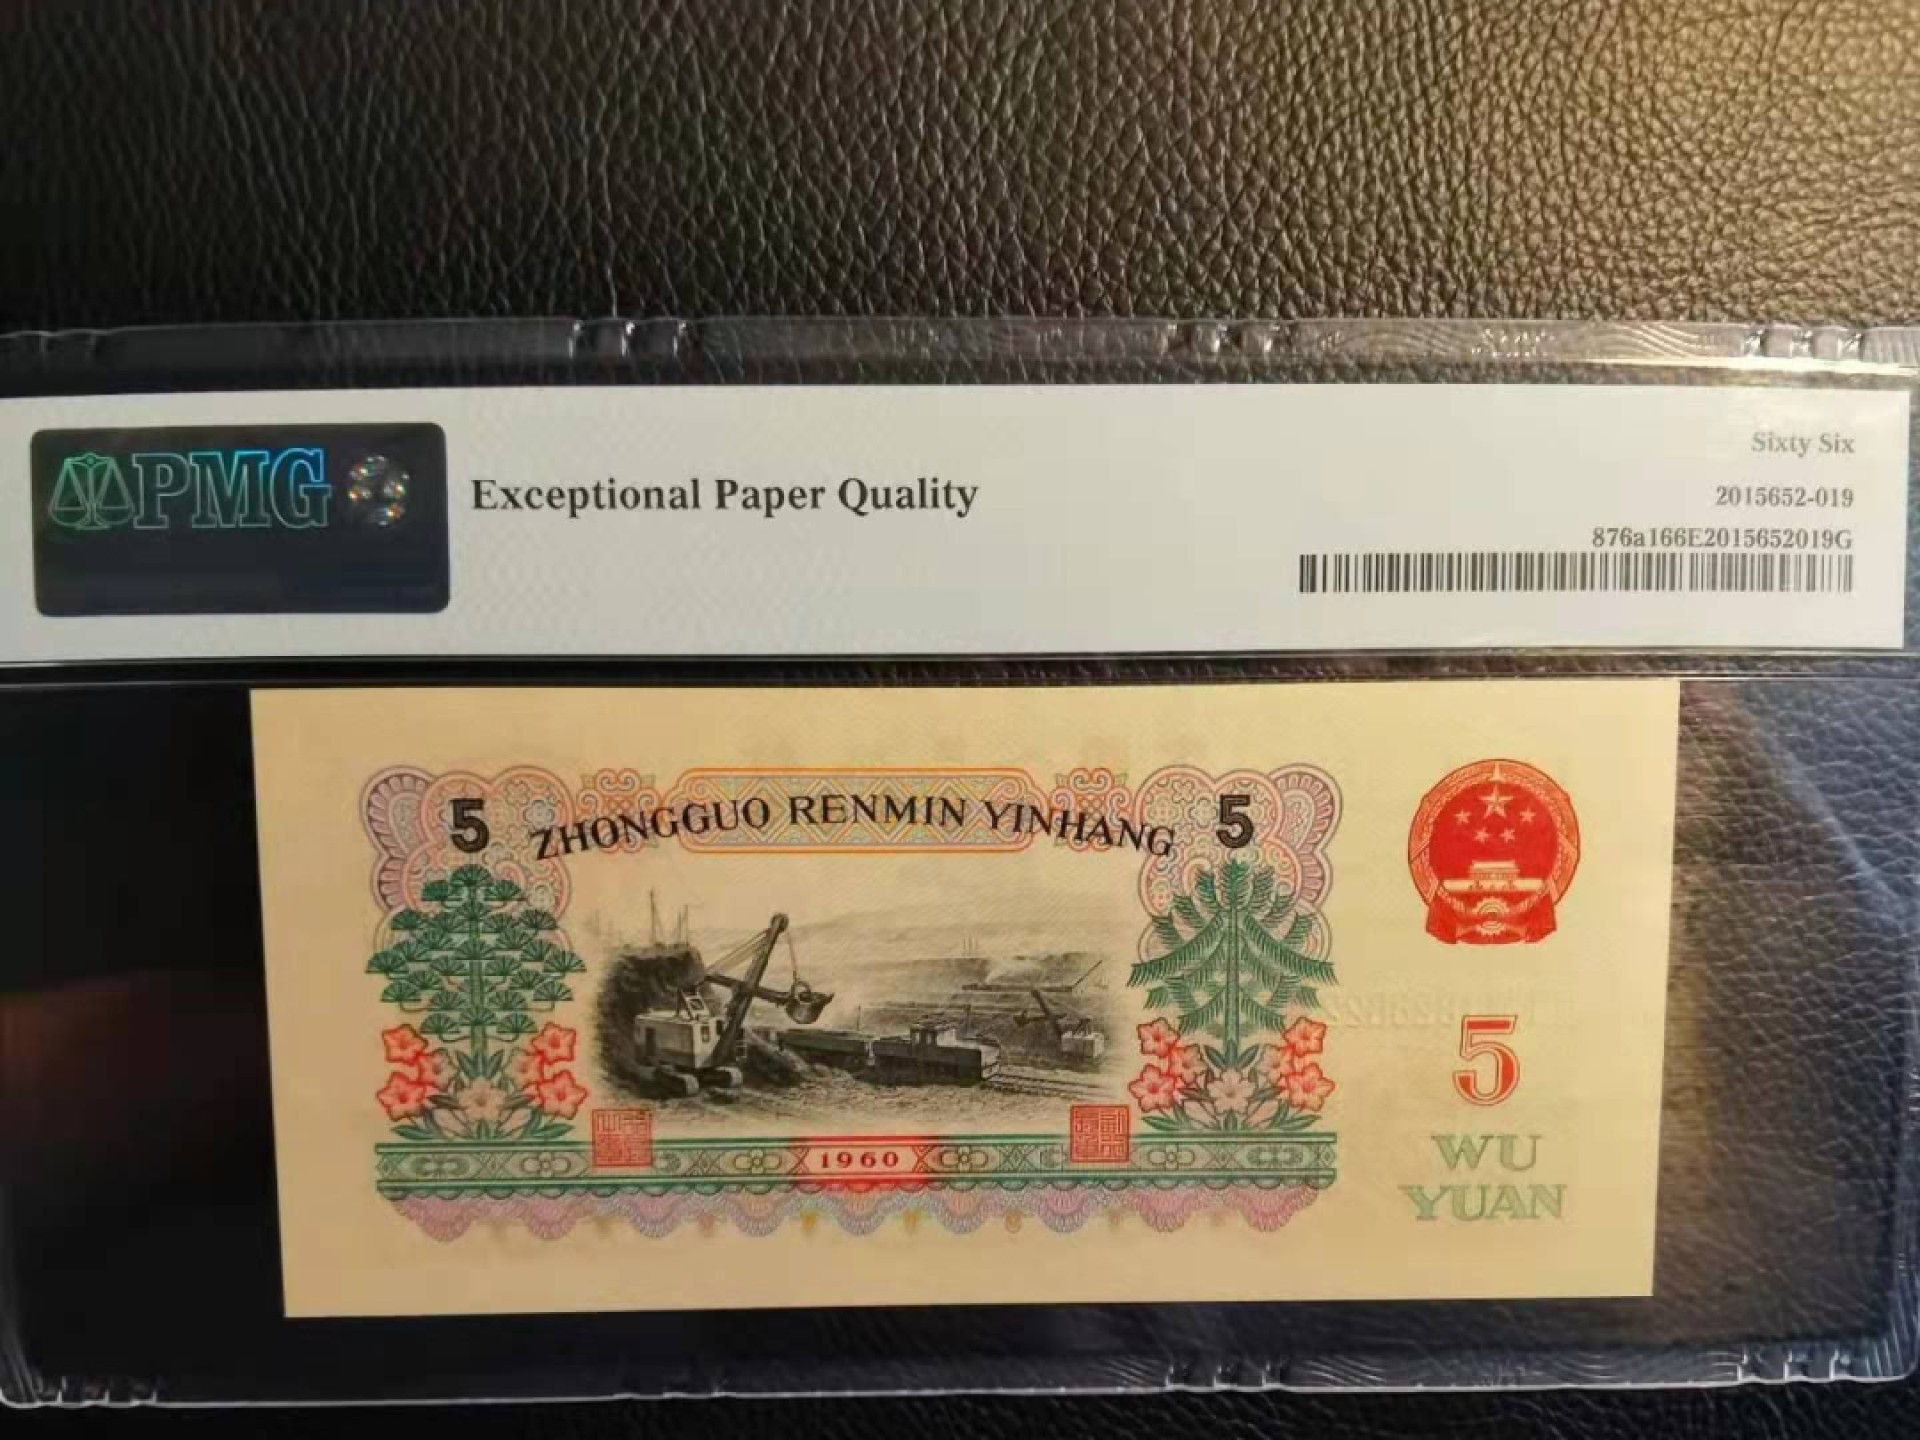 PMG
Exceptional Paper Quality
Sixty Six
2015652-019
876a166E2015652019G
5 ZHONGGUO RENMIN YINHANG 5
5
1960
WU
YUAN